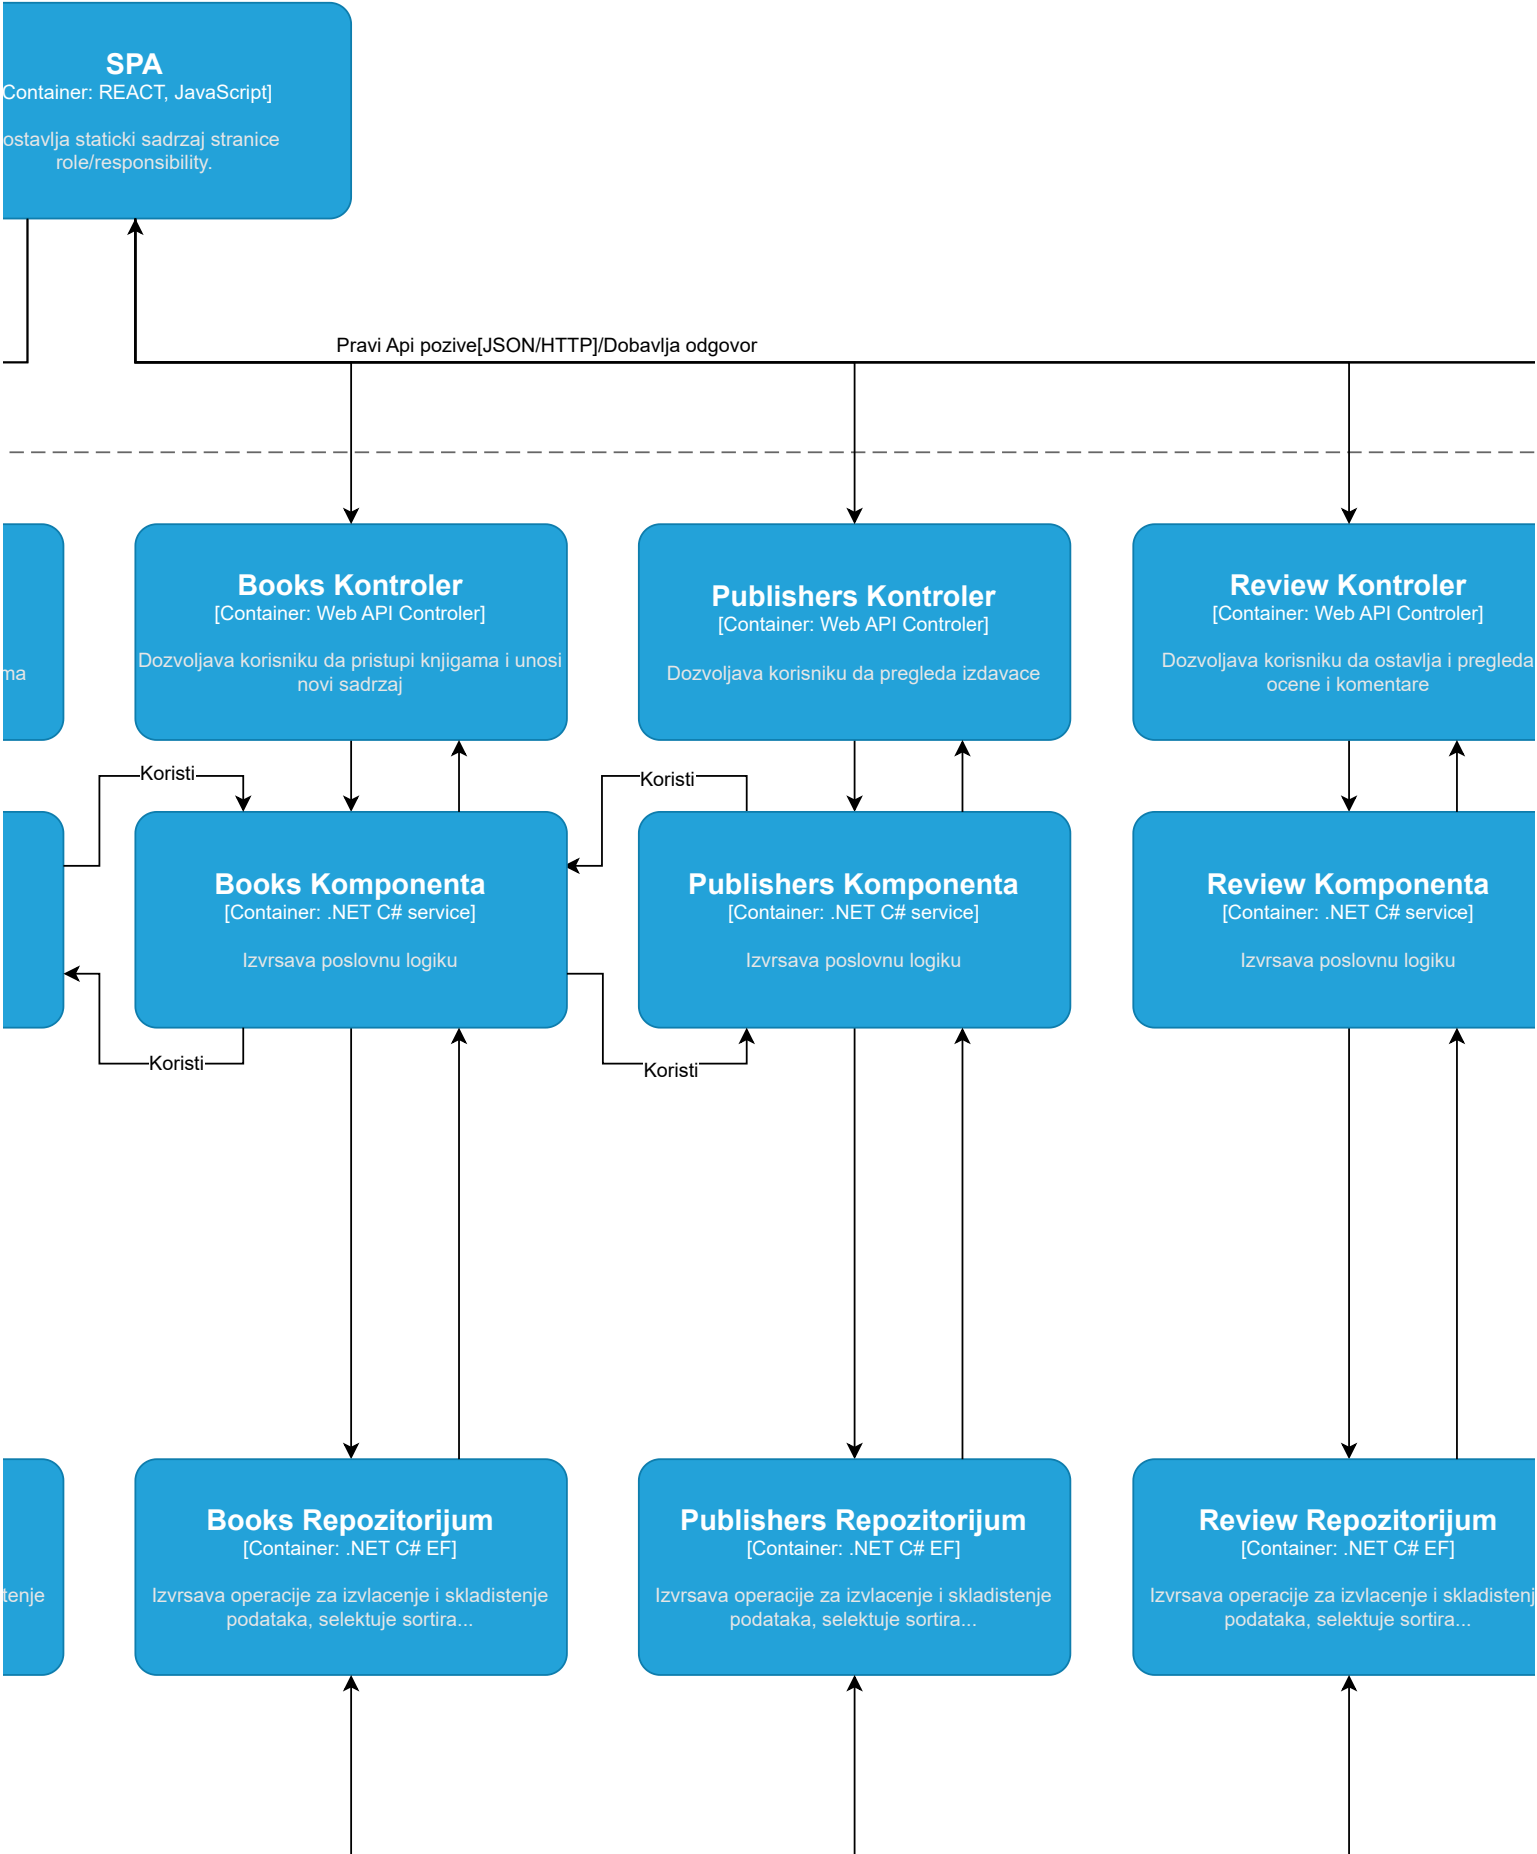 SPA
Container: REACT, JavaScript]
ostavlja staticki sadrzaj stranice
role/responsibility.
Pravi Api pozive[JSON/HTTP]/Dobavlja odgovor
ma
Books Kontroler
[Container: Web API Controler]
Dozvoljava korisniku da pristupi knjigama i unosi
novi sadrzaj
Publishers Kontroler
[Container: Web API Controler]
Dozvoljava korisniku da pregleda izdavace
Review Kontroler
[Container: Web API Controler]
Dozvoljava korisniku da ostavlja i pregleda
ocene i komentare
Koristi
Koristi
Books Komponenta
[Container: .NET C# service]
Izvrsava poslovnu logiku
Publishers Komponenta
[Container: .NET C# service]
Izvrsava poslovnu logiku
Review Komponenta
[Container: .NET C# service]
Izvrsava poslovnu logiku
Koristi
Koristi
tenje
Books Repozitorijum
[Container: .NET C# EF]
Izvrsava operacije za izvlacenje i skladistenje
podataka, selektuje sortira...
Publishers Repozitorijum
[Container: .NET C# EF]
Izvrsava operacije za izvlacenje i skladistenje
podataka, selektuje sortira...
Review Repozitorijum
[Container: .NET C# EF]
Izvrsava operacije za izvlacenje i skladistenj
podataka, selektuje sortira...